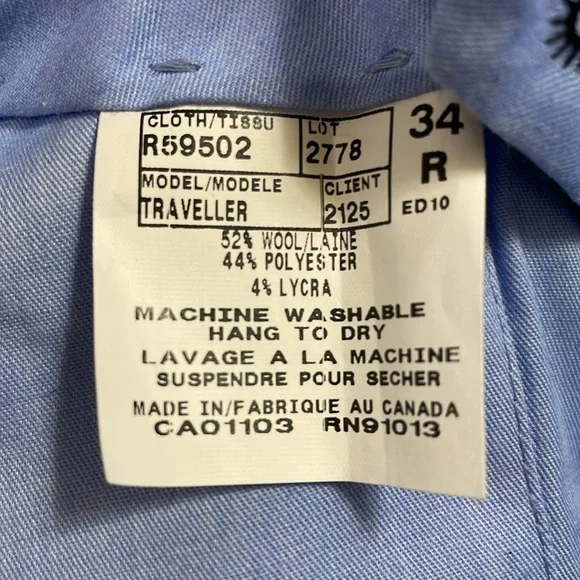 CLOTH/TISSU LOT 34
R59502 2778
R
MODEL/MODELE CLIENT
TRAVELLER 2125 ED10
52% WOOL/LAINE
44% POLYESTER
4% LYCRA
MACHINE WASHABLE
HANG TO DRY
LAVAGE A LA MACHINE
SUSPENDRE POUR SECHER
MADE IN/FABRIQUE AU CANADA
CA01103 RN91013